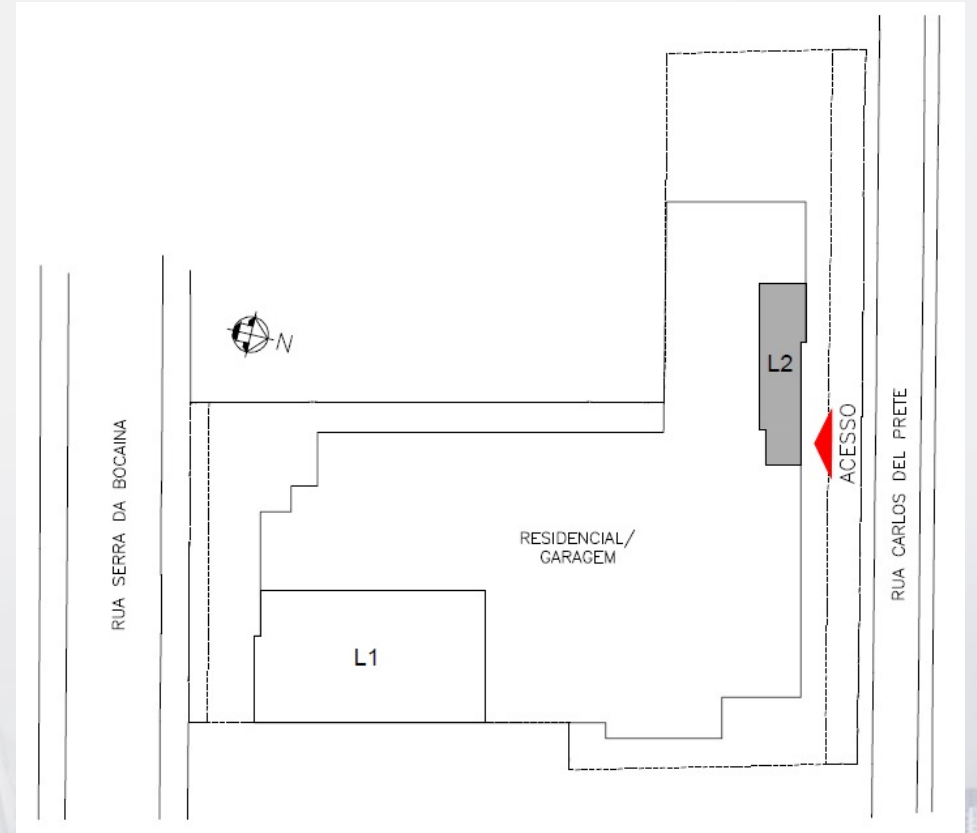 N
L2
ACESSO
RUA CARLOS DEL PRETE
RUA SERRA DA BOCAINA
RESIDENCIAL/
GARAGEM
L1